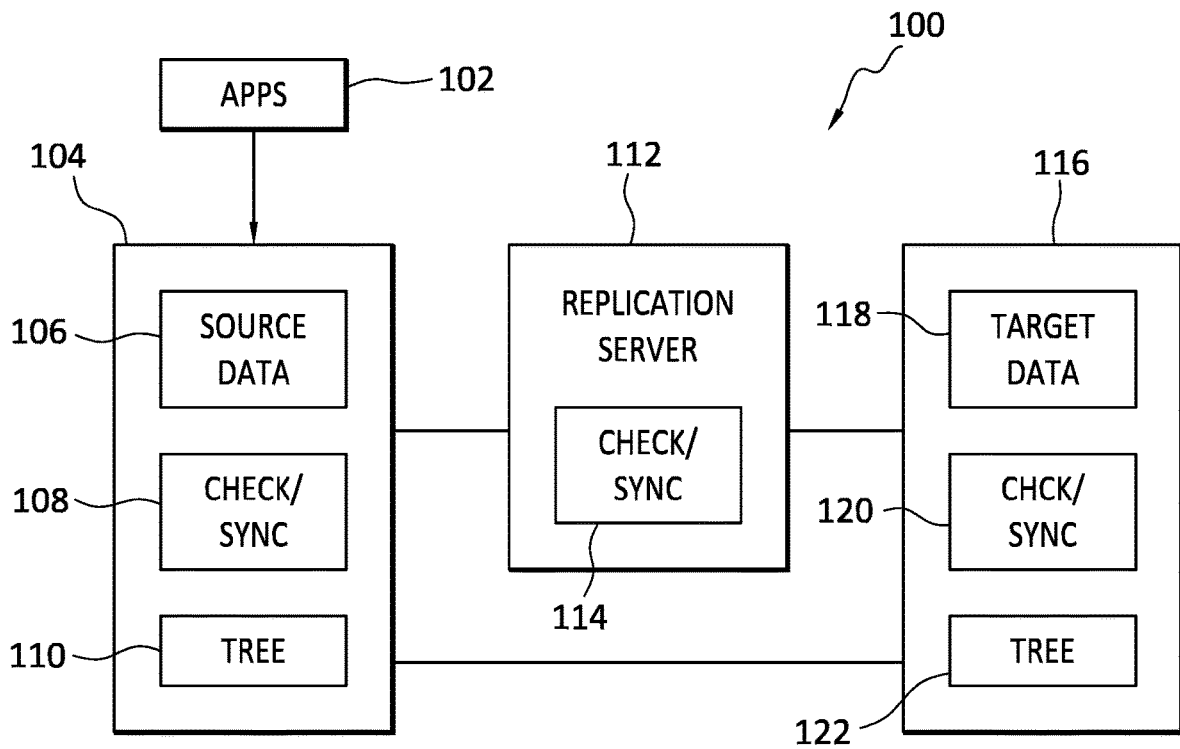 100
APPS
102
104
112
116
106
SOURCE
DATA
REPLICATION
SERVER
118
TARGET
DATA
108
CHECK/
SYNC
CHECK/
SYNC
114
120
CHCK/
SYNC
110
TREE
122
TREE